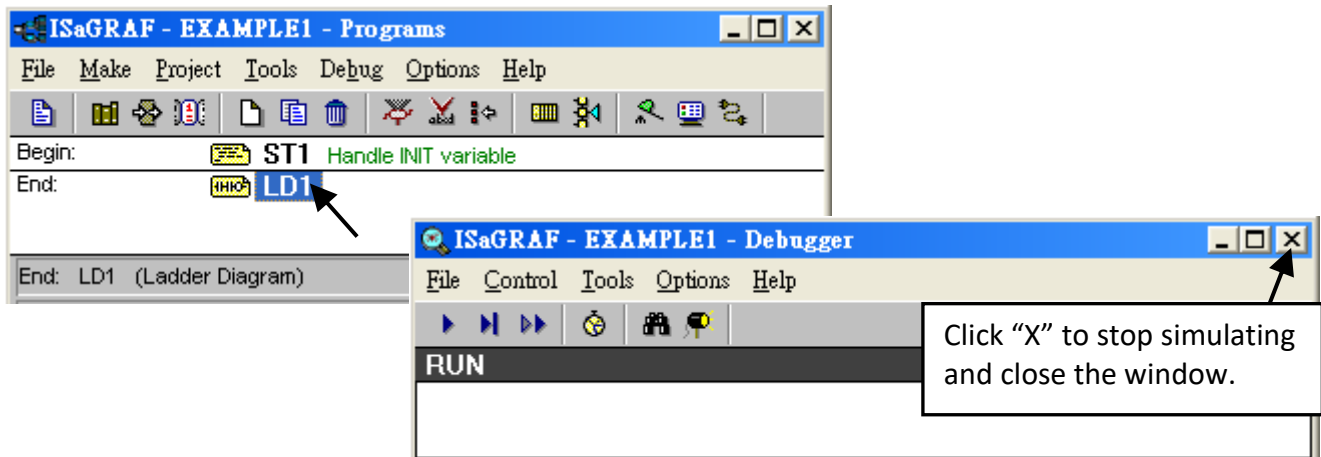 ISaGRAF - EXAMPLE1 - Programs
File Make Project Tools Debug Options Help
Begin: ST1 Handle INIT variable
End: LD1
End: LD1 (Ladder Diagram)
ISaGRAF - EXAMPLE1 - Debugger
File Control Tools Options Help
RUN
Click “X” to stop simulating
and close the window.